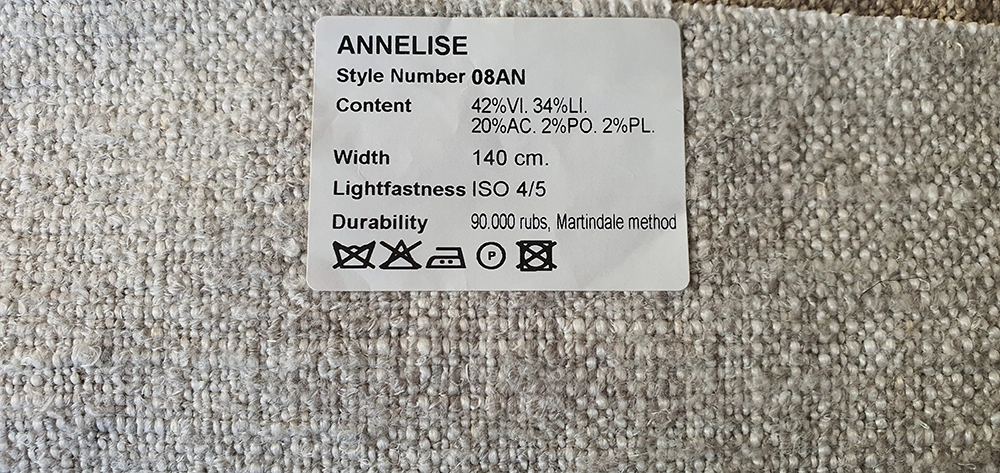 ANNELISE
Style Number 08AN
Content 42%VI. 34%LI.
20%AC. 2%PO. 2%PL.
Width 140 cm.
Lightfastness ISO 4/5
Durability 90.000 rubs, Martindale method
P